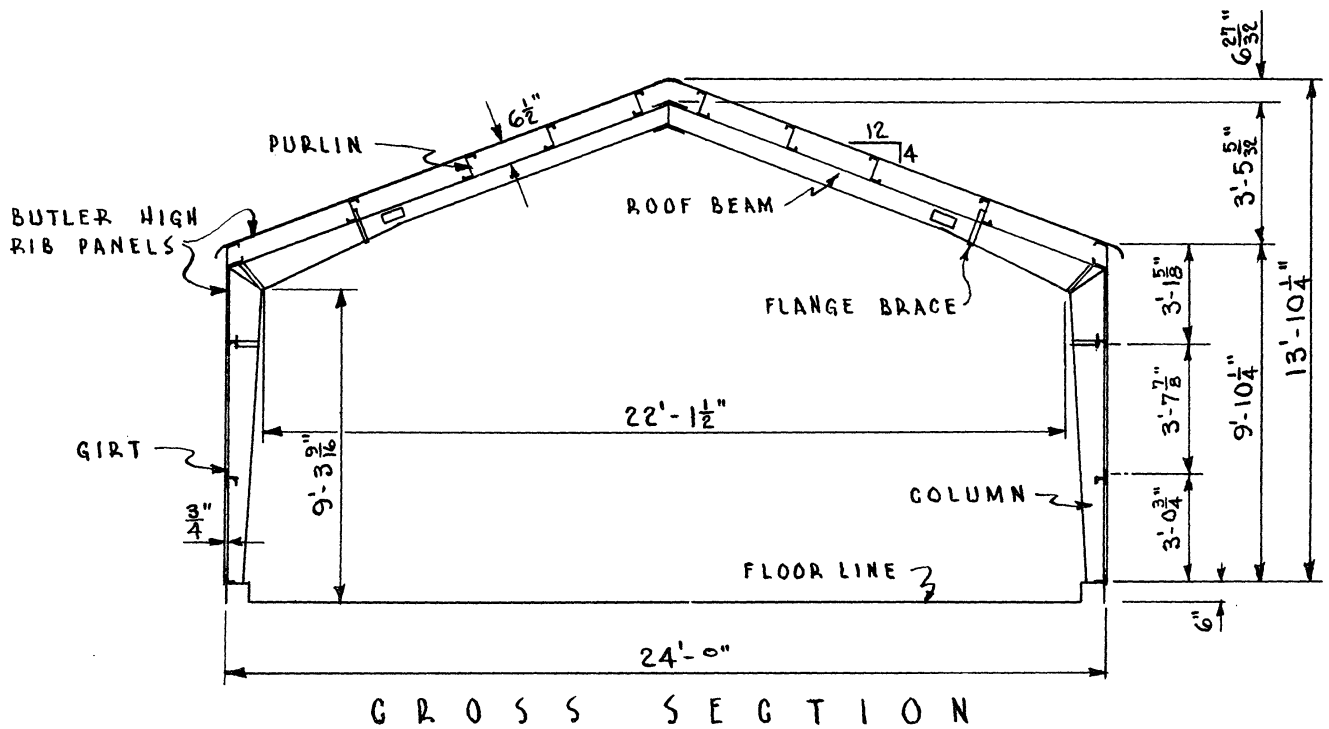 6 27/32"
6 1/2"
PURLIN
12
4
3'-5 5/32"
ROOF BEAM
BUTLER HIGH
RIB PANELS
FLANGE BRACE
3'-1 5/8"
13'-10 1/4"
22'-1 1/2"
3'-7 7/8"
9'-10 1/4"
GIRT
9'-3 9/16"
COLUMN
3/4"
3'-0 3/4"
FLOOR LINE
6"
24'-0"
CROSS SECTION